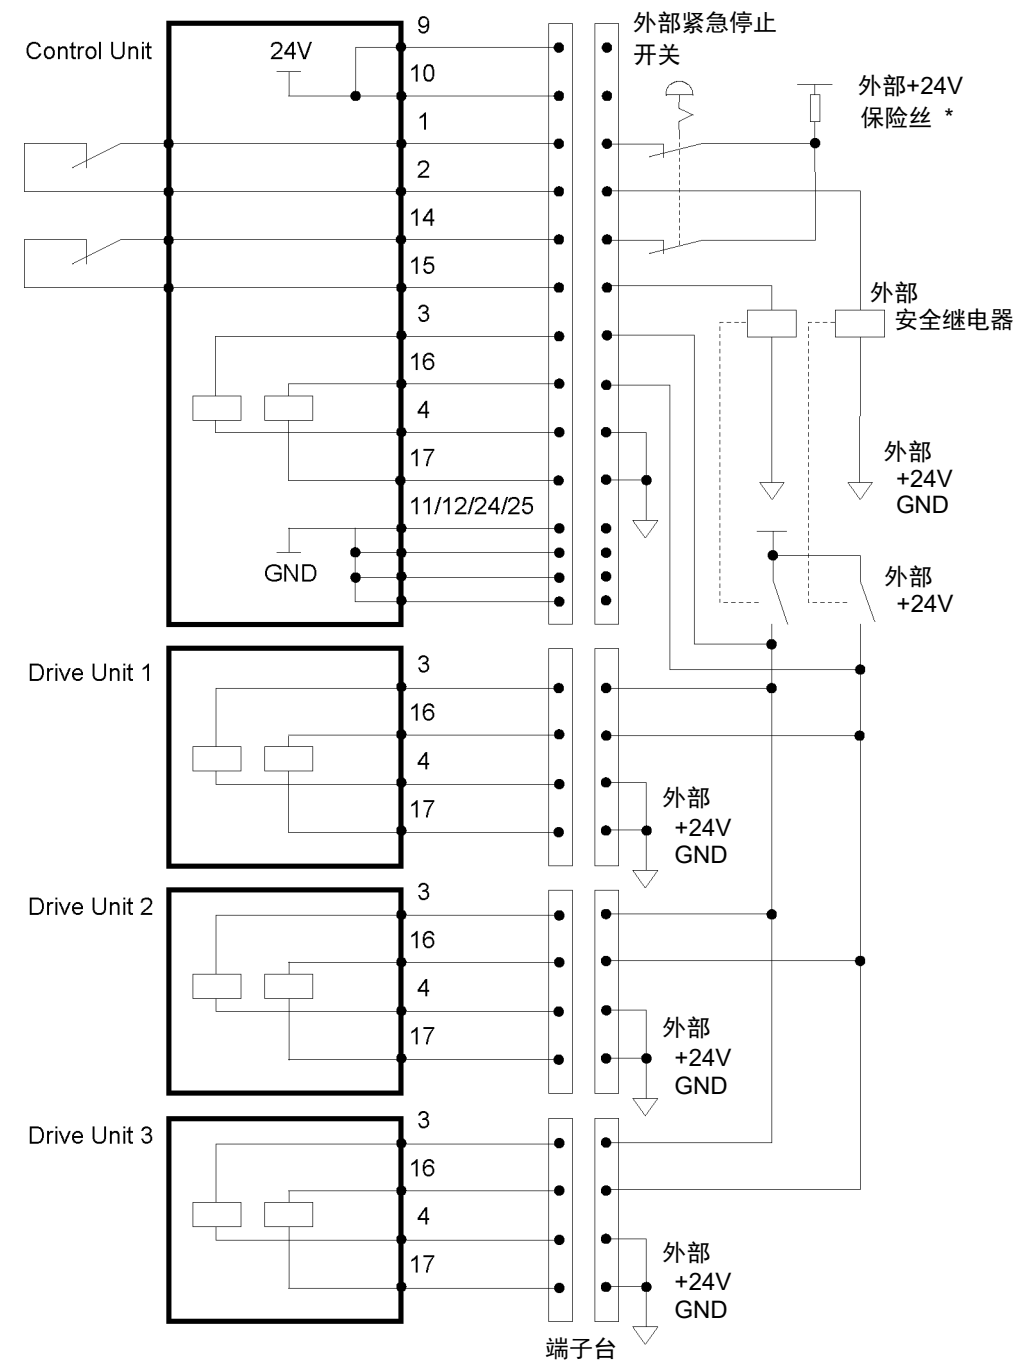 Control Unit
24V
9
10
1
2
14
15
3
16
4
17
11/12/24/25
GND
外部紧急停止
开关
外部+24V
保险丝 *
外部
安全继电器
外部
+24V
GND
外部
+24V
Drive Unit 1
3
16
4
17
外部
+24V
GND
Drive Unit 2
3
16
4
17
外部
+24V
GND
Drive Unit 3
3
16
4
17
外部
+24V
GND
端子台